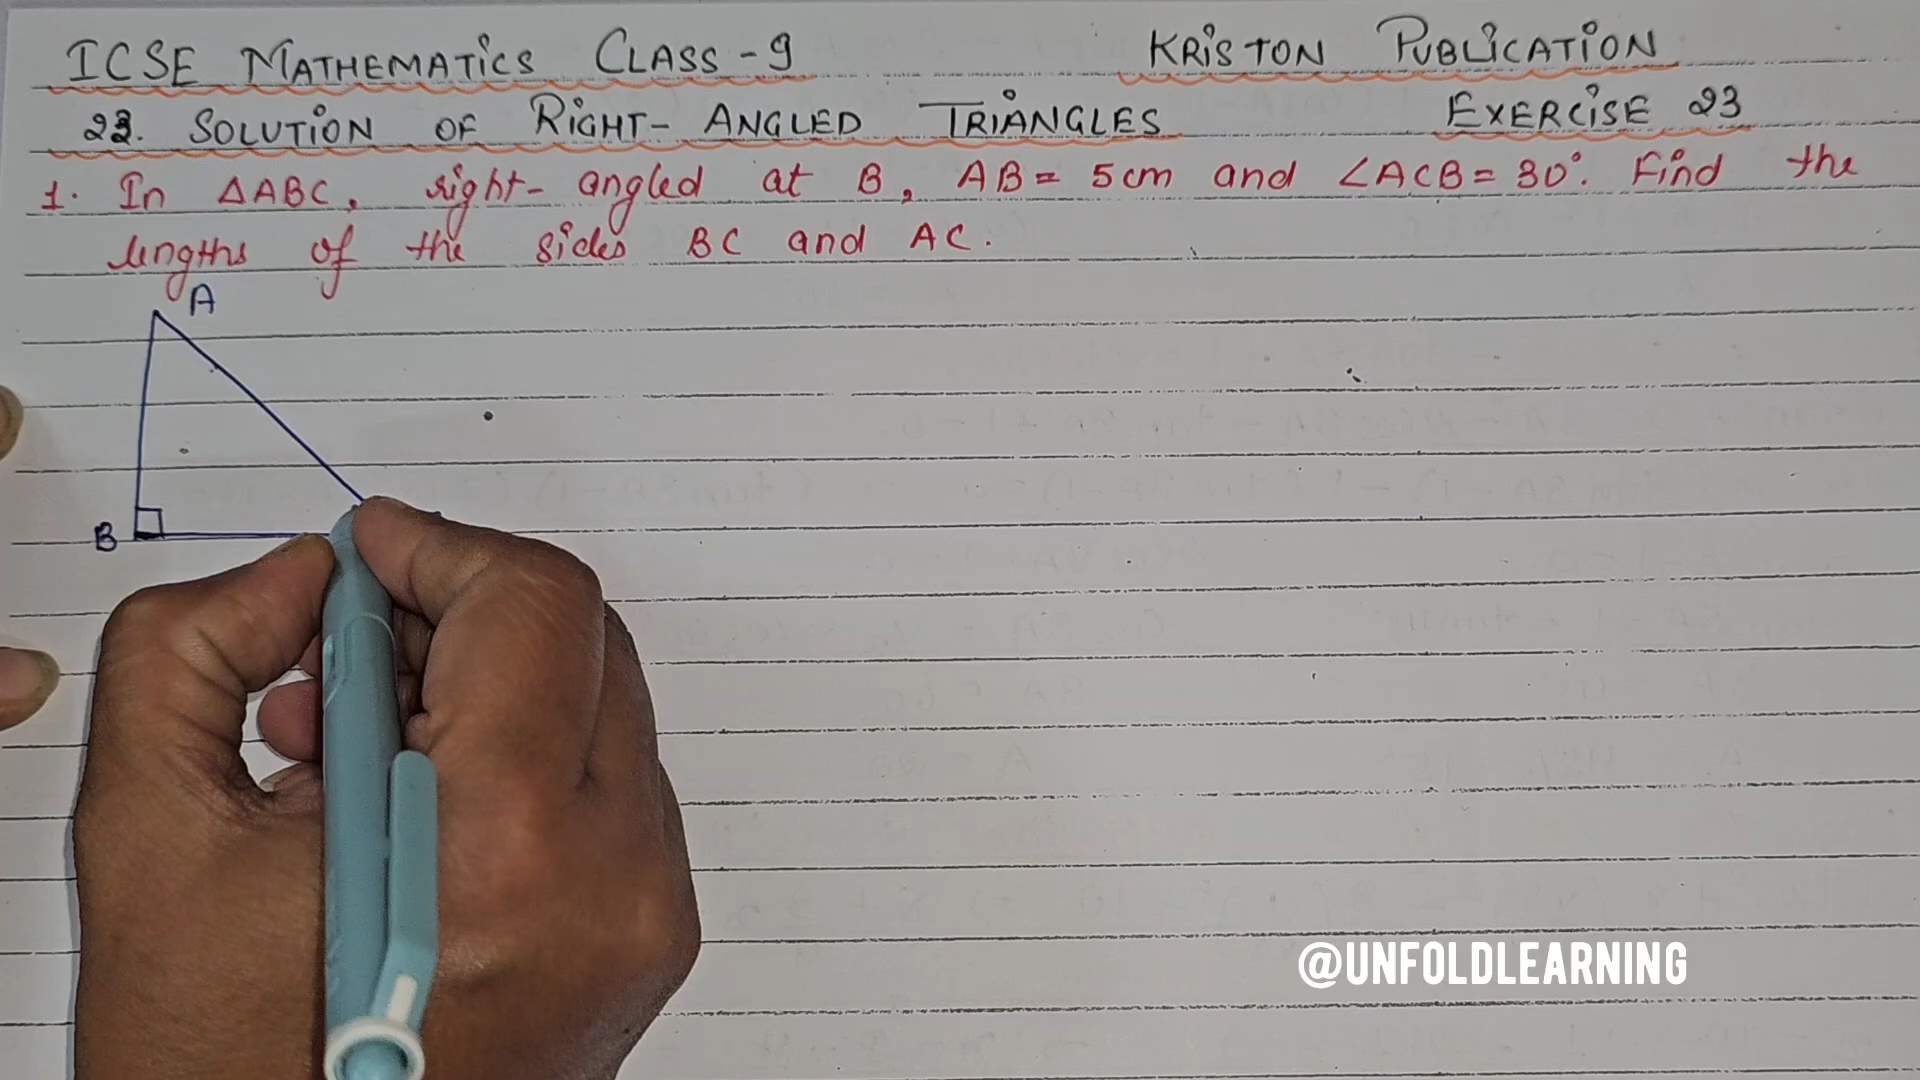 ICSE MATHEMATICS CLASS-9 KRISTON PUBLICATION
23. SOLUTION OF RIGHT-ANGLED TRIANGLES EXERCISE 23
1. In ΔABC, right-angled at B, AB = 5cm and ∠ACB = 30°. Find the
lengths of the sides BC and AC.
A
B
@UNFOLDLEARNING